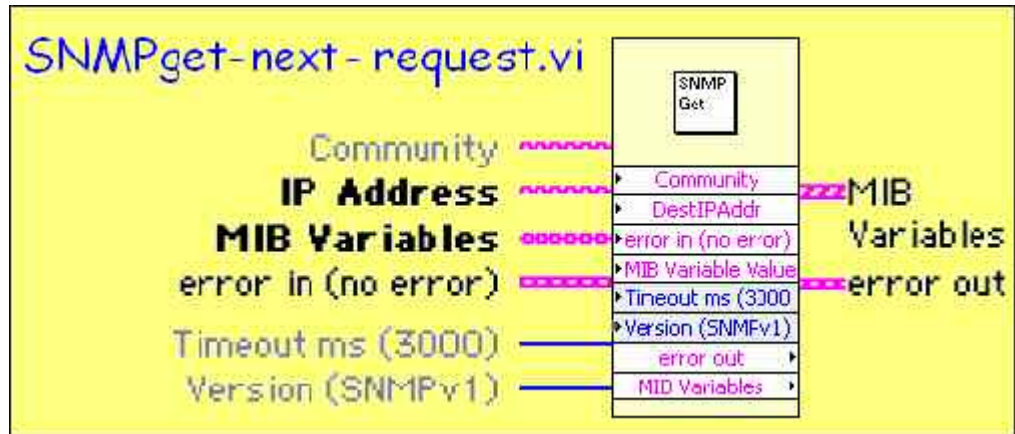 SNMPget-next-request.vi
SNMP
Get
Community
IP Address
MIB Variables
error in (no error)
Timeout ms (3000)
Version (SNMPv1)
Community
DestIPAddr
error in (no error)
MIB Variable Value
Timeout ms (3000
Version (SNMPv1)
error out
MIB Variables
MIB
Variables
error out